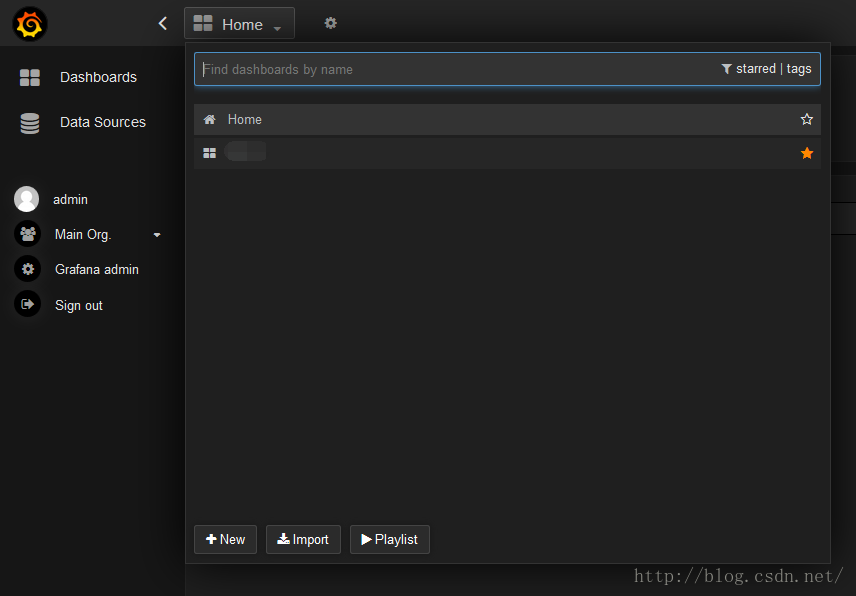 Home
Dashboards
Find dashboards by name
starred | tags
Data Sources
Home
admin
Main Org.
Grafana admin
Sign out
New
Import
Playlist
http://blog.csdn.net/